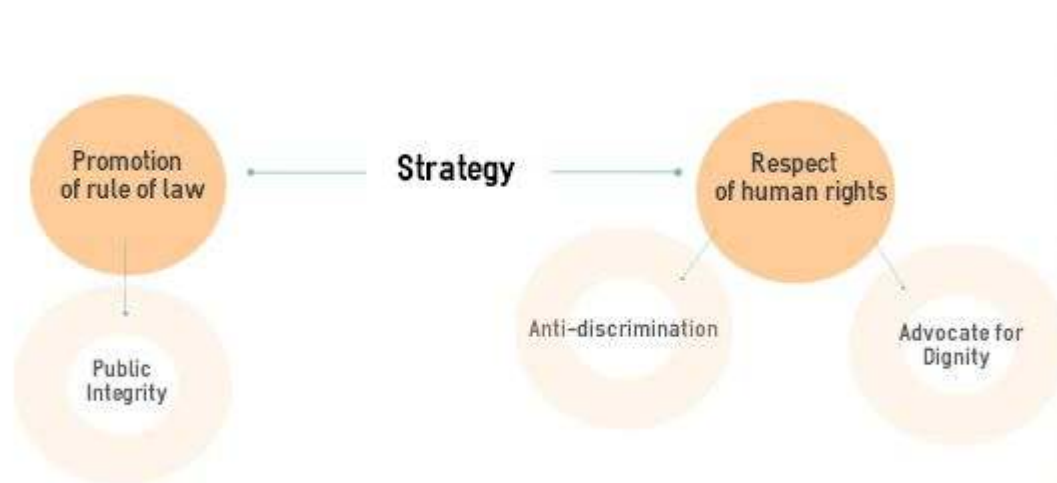 Promotion
of rule of law
Strategy
Respect
of human rights
Public
Integrity
Anti-discrimination
Advocate for
Dignity